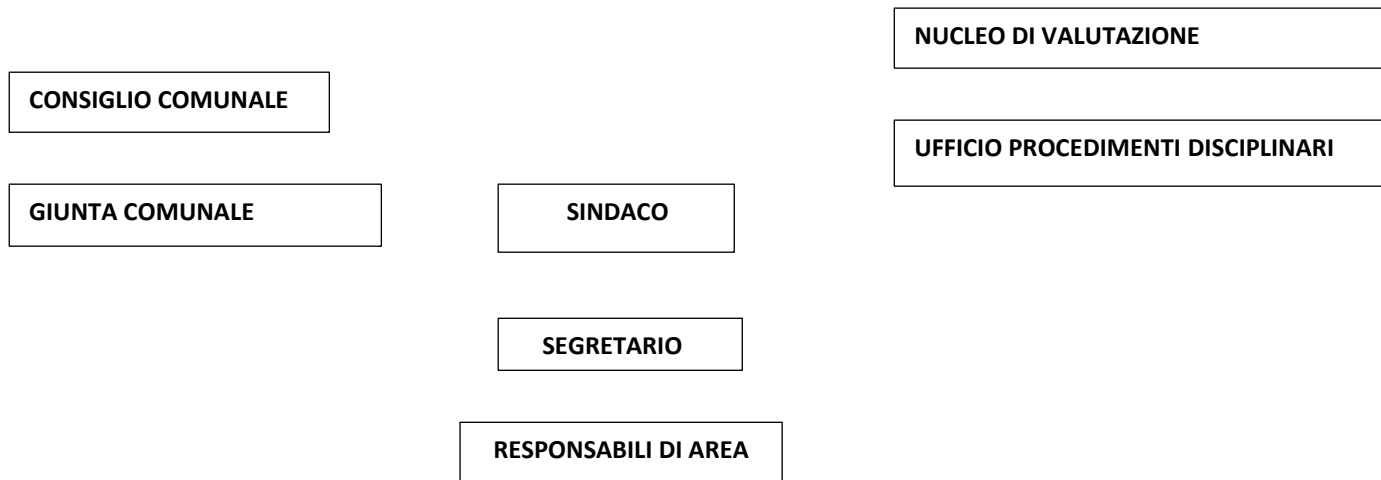 NUCLEO DI VALUTAZIONE
CONSIGLIO COMUNALE
UFFICIO PROCEDIMENTI DISCIPLINARI
GIUNTA COMUNALE
SINDACO
SEGRETARIO
RESPONSABILI DI AREA